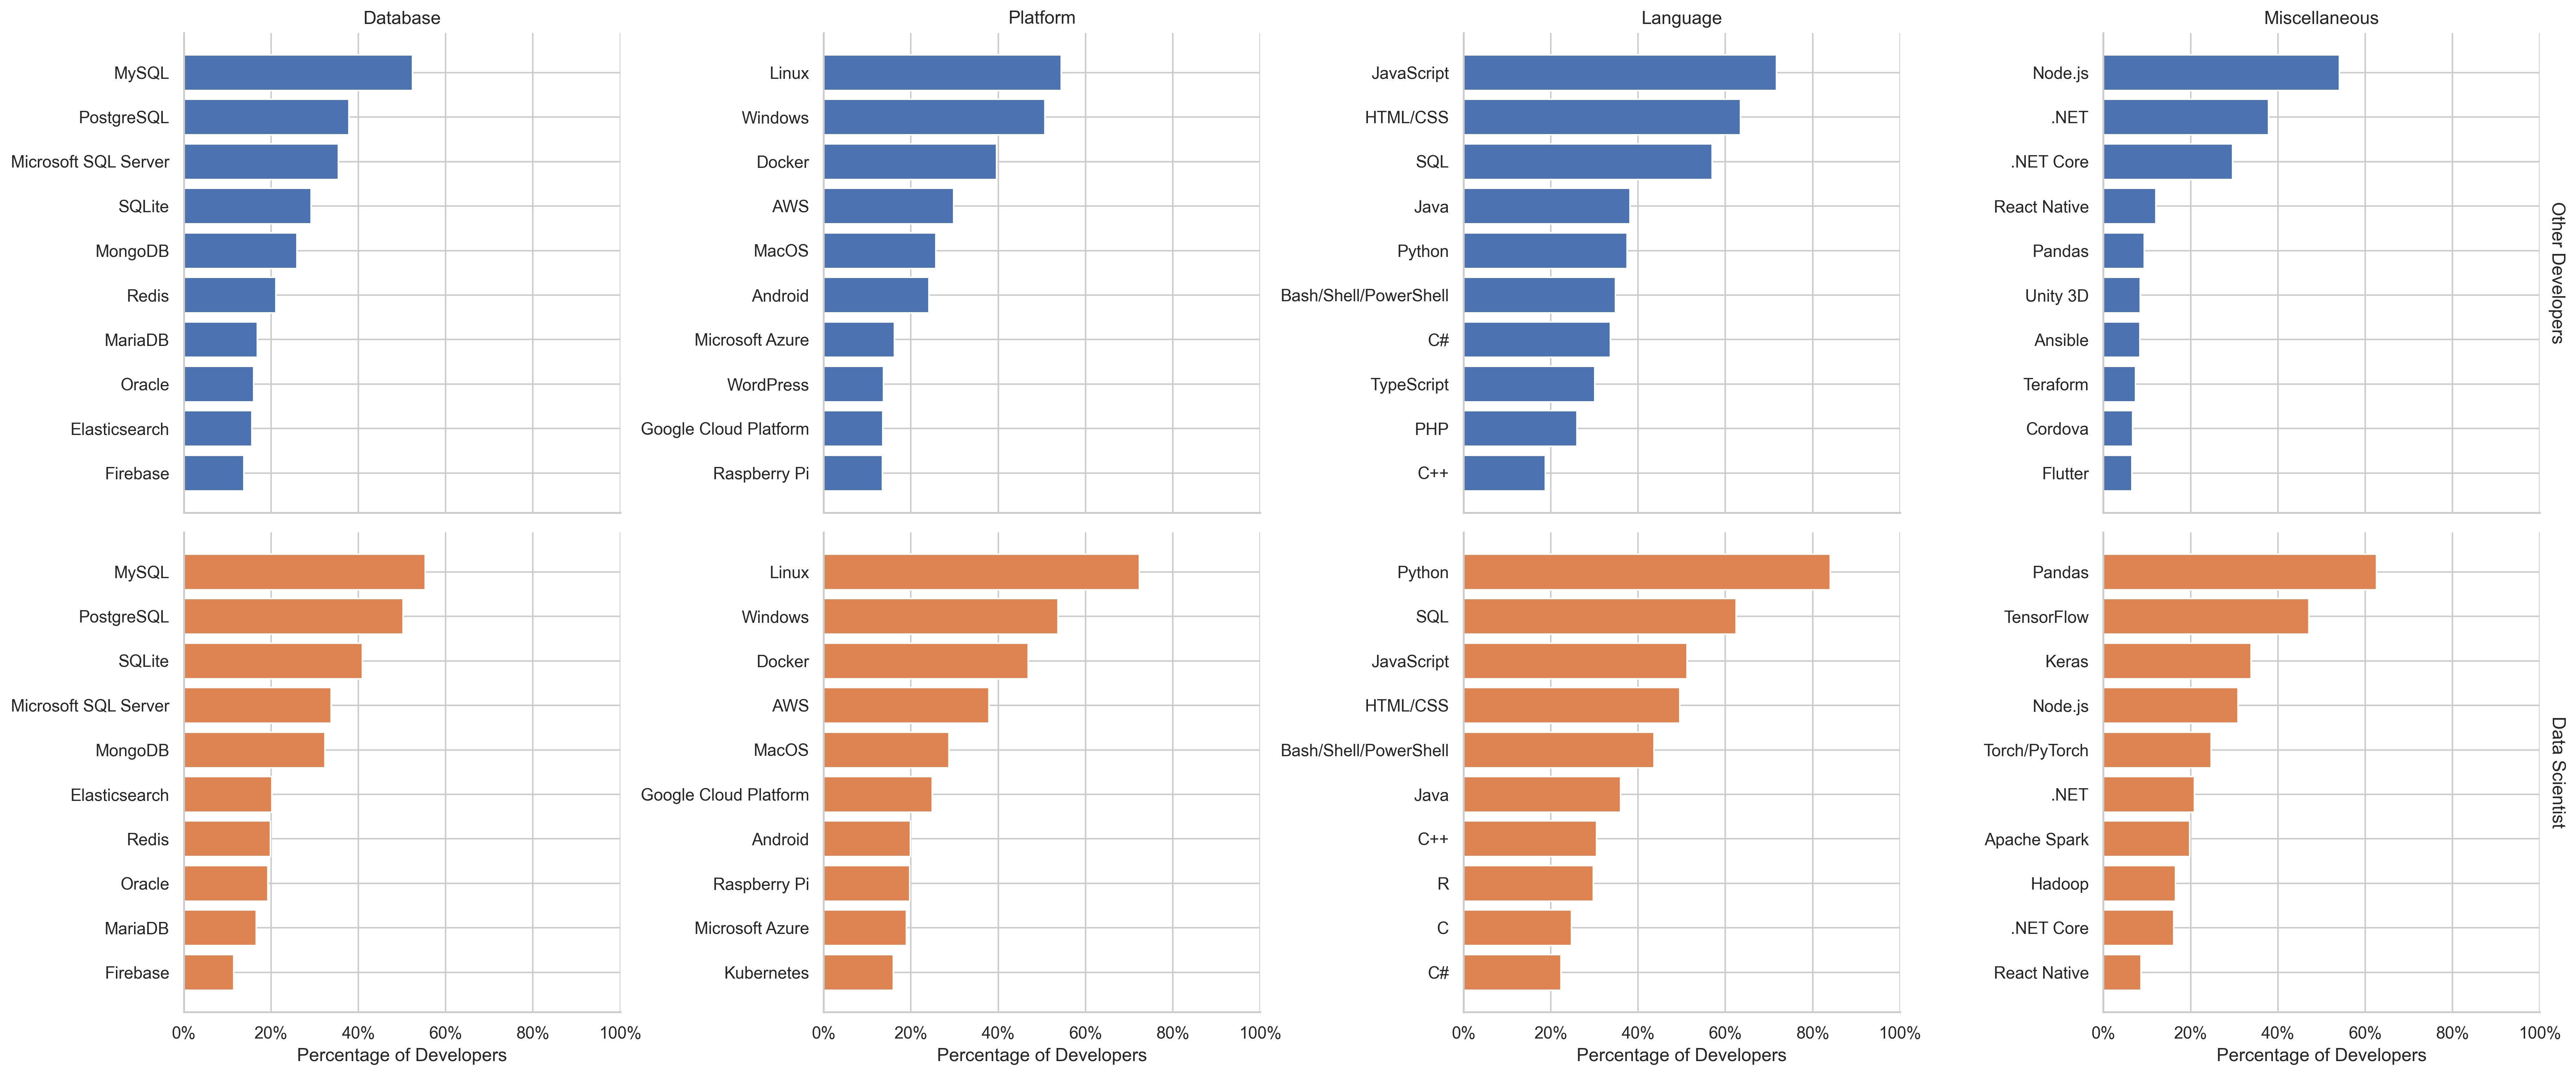 Database
MySQL
PostgreSQL
Microsoft SQL Server
SQLite
MongoDB
Redis
MariaDB
Oracle
Elasticsearch
Firebase
Platform
Linux
Windows
Docker
AWS
MacOS
Android
Microsoft Azure
WordPress
Google Cloud Platform
Raspberry Pi
Language
JavaScript
HTML/CSS
SQL
Java
Python
Bash/Shell/PowerShell
C#
TypeScript
PHP
C++
Miscellaneous
Node.js
.NET
.NET Core
React Native
Pandas
Unity 3D
Ansible
Teraform
Cordova
Flutter
Other Developers
MySQL
PostgreSQL
SQLite
Microsoft SQL Server
MongoDB
Elasticsearch
Redis
Oracle
MariaDB
Firebase
0% 20% 40% 60% 80% 100%
Percentage of Developers
Linux
Windows
Docker
AWS
MacOS
Google Cloud Platform
Android
Raspberry Pi
Microsoft Azure
Kubernetes
0% 20% 40% 60% 80% 100%
Percentage of Developers
Python
SQL
JavaScript
HTML/CSS
Bash/Shell/PowerShell
Java
C++
R
C
C#
0% 20% 40% 60% 80% 100%
Percentage of Developers
Pandas
TensorFlow
Keras
Node.js
Torch/PyTorch
.NET
Apache Spark
Hadoop
.NET Core
React Native
0% 20% 40% 60% 80% 100%
Percentage of Developers
Data Scientist